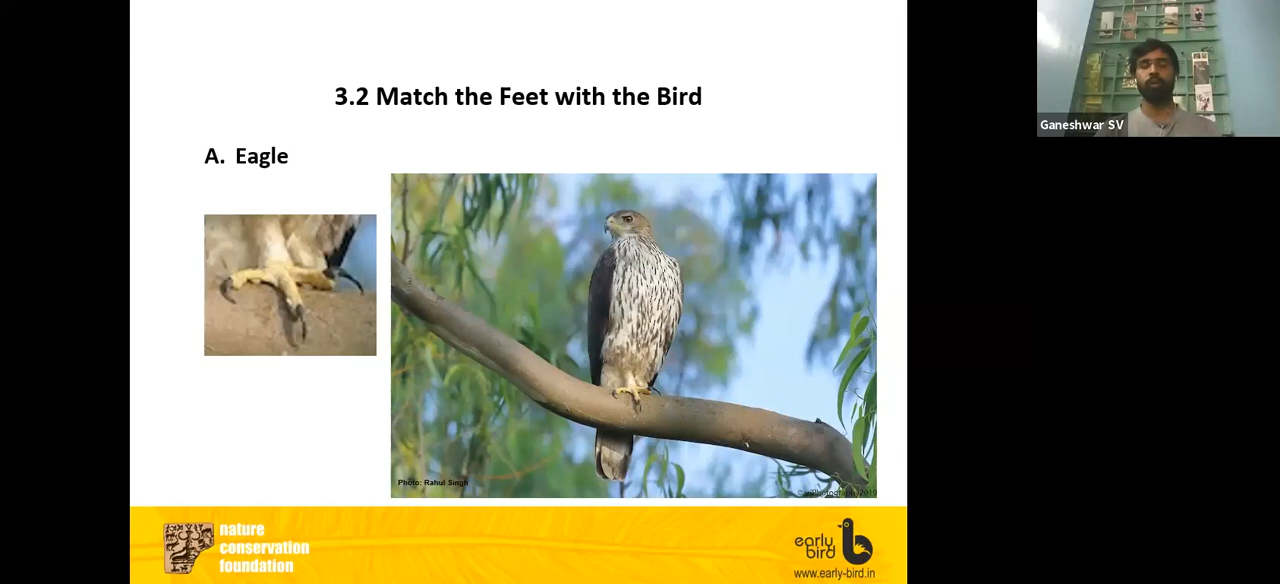 3.2 Match the Feet with the Bird
Ganeshwar SV
A. Eagle
Photo: Rahul Singh
2019
nature
conservation
foundation
early
bird
www.early-bird.in